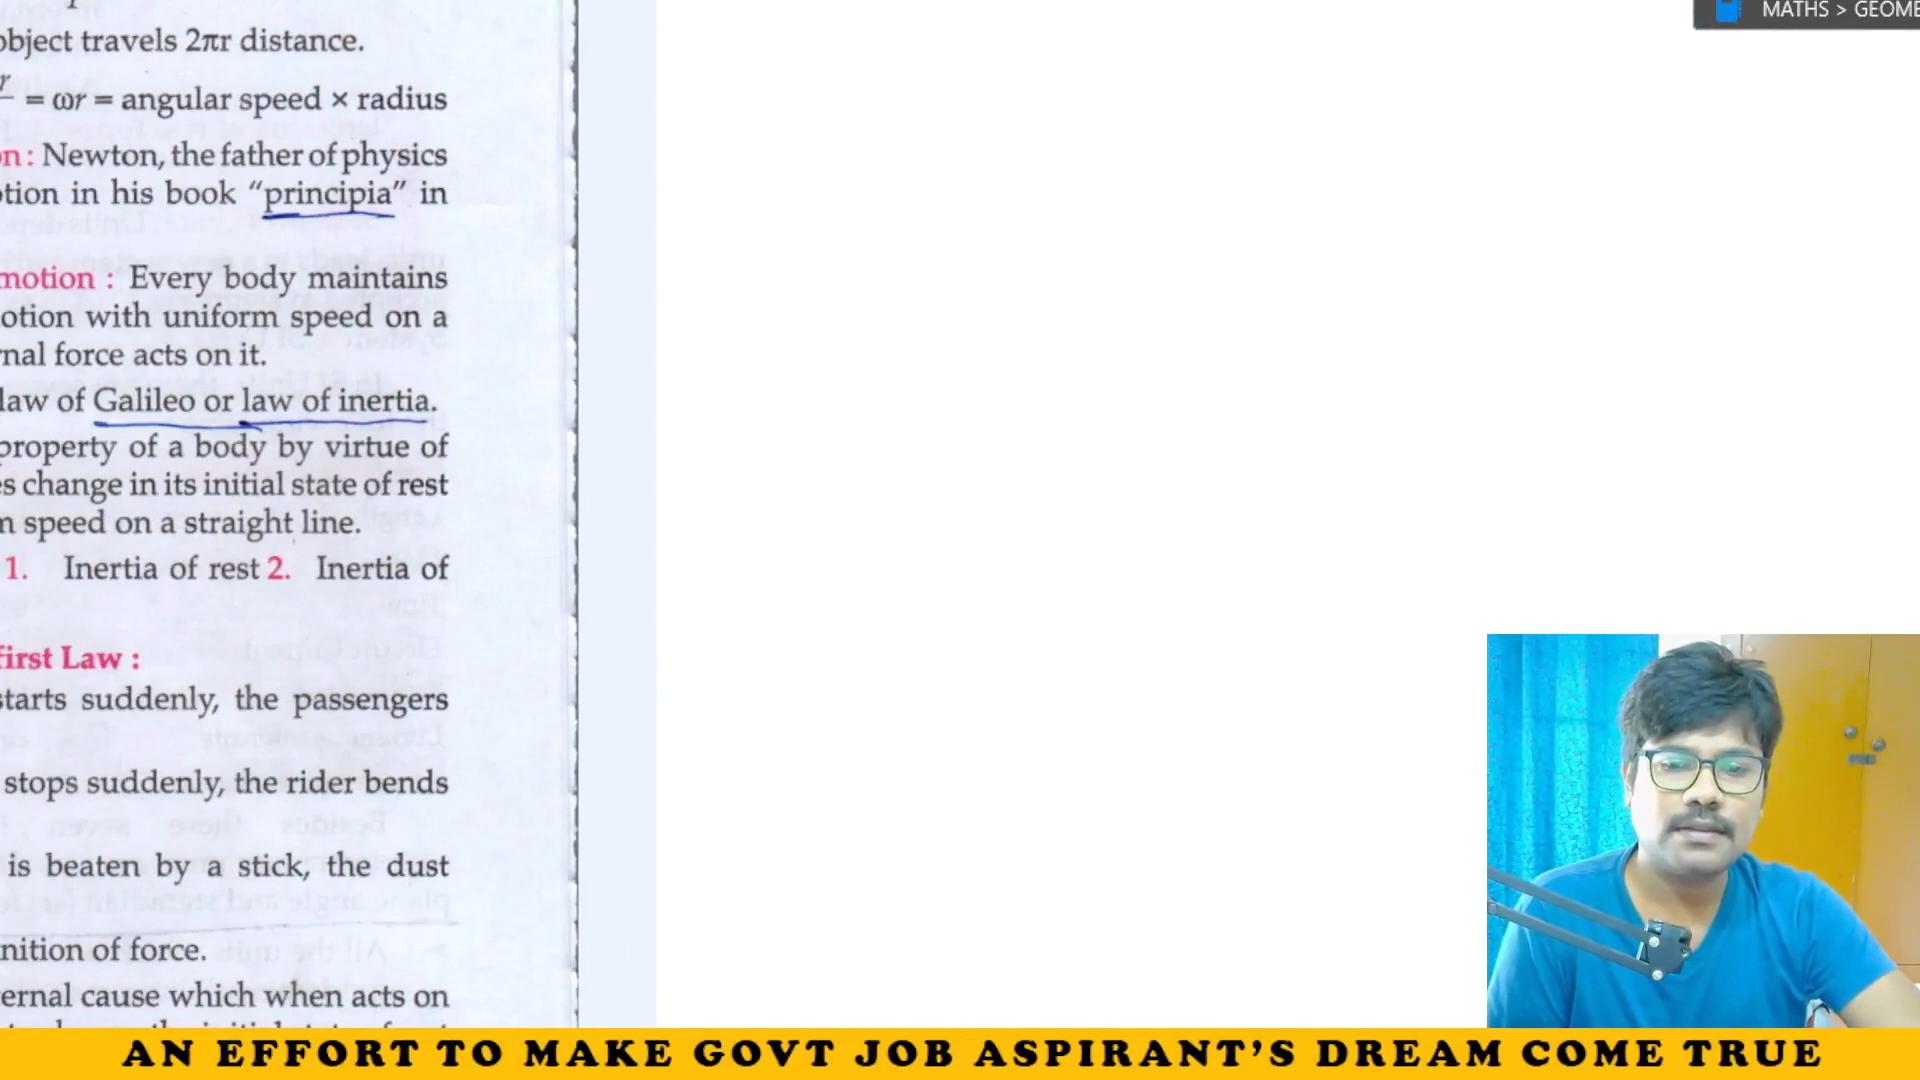 MATHS > GEOME
object travels 2πr distance.
r
= ωr = angular speed × radius
on : Newton, the father of physics
otion in his book “principia” in
motion : Every body maintains
otion with uniform speed on a
rnal force acts on it.
law of Galileo or law of inertia.
property of a body by virtue of
es change in its initial state of rest
m speed on a straight line.
1. Inertia of rest 2. Inertia of
first Law :
starts suddenly, the passengers
stops suddenly, the rider bends
is beaten by a stick, the dust
nition of force.
ernal cause which when acts on
AN EFFORT TO MAKE GOVT JOB ASPIRANT’S DREAM COME TRUE